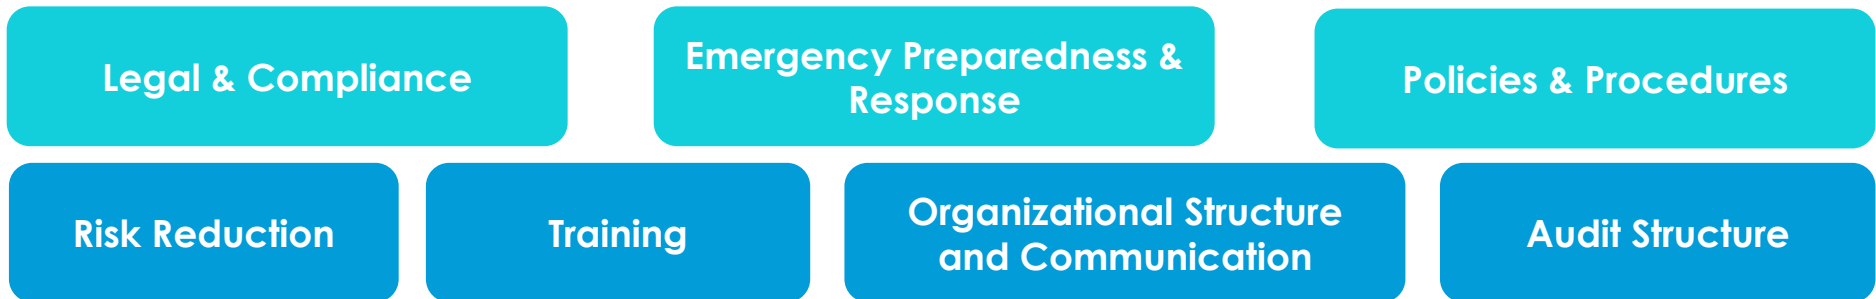 Legal & Compliance
Emergency Preparedness &
Response
Policies & Procedures
Risk Reduction
Training
Organizational Structure
and Communication
Audit Structure